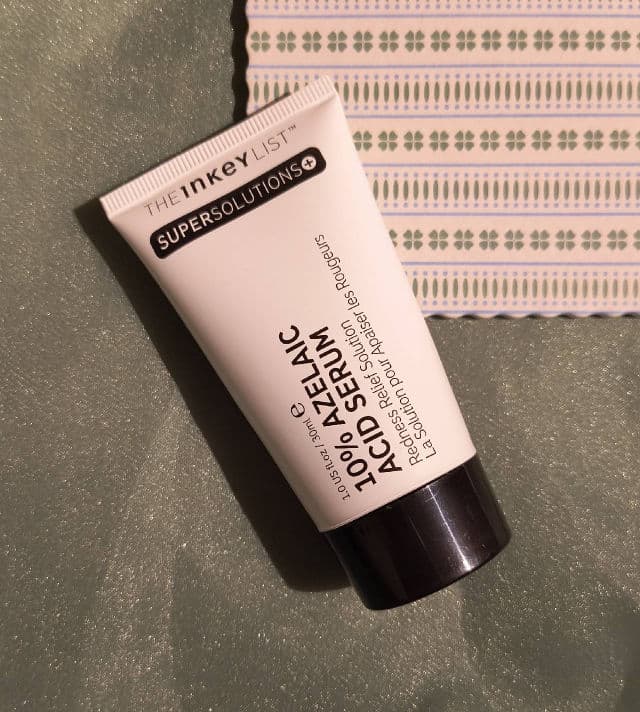 THE INKEY LIST™
SUPERSOLUTIONS+
10% AZELAIC
ACID SERUM
Redness Relief Solution
La Solution pour Apaiser les Rougeurs
1.0 US fl.oz / 30ml ℮